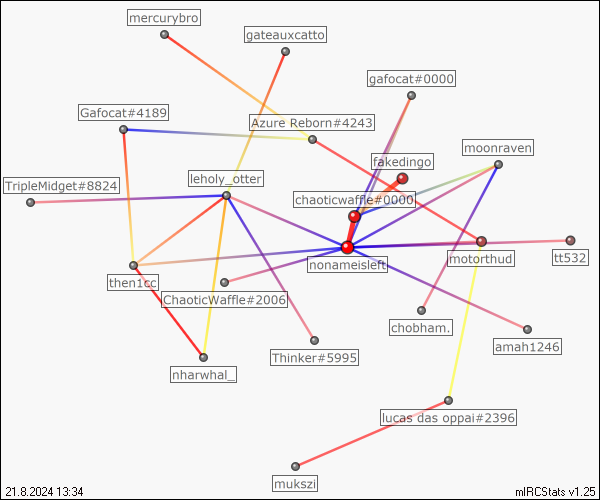 mercurybro
gateauxcatto
gafocat#0000
Gafocat#4189
Azure Reborn#4243
moonraven
fakedingo
TripleMidget#8824
leholy_otter
chaoticwaffle#0000
nonameisleft
motorthud
tt532
then1cc
ChaoticWaffle#2006
chobham.
amah1246
Thinker#5995
nharwhal_
lucas das oppai#2396
mukszi
21.8.2024 13:34
mIRCStats v1.25